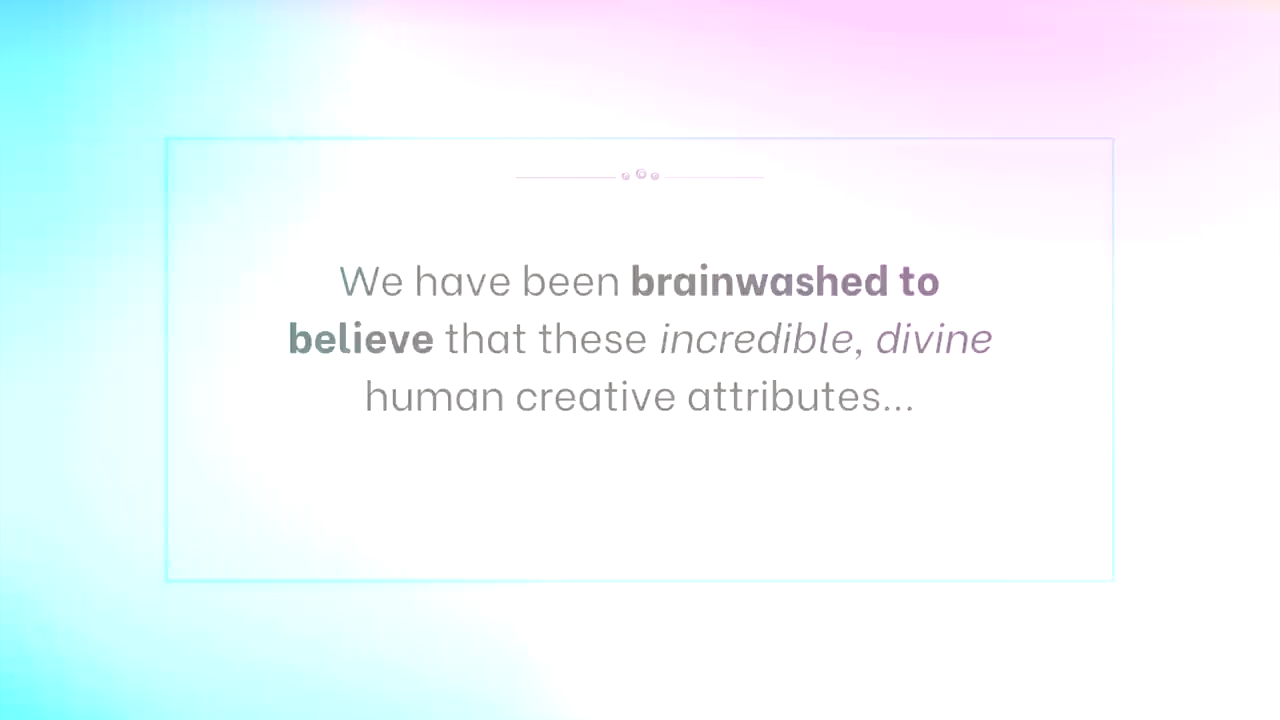 We have been brainwashed to
believe that these incredible, divine
human creative attributes...